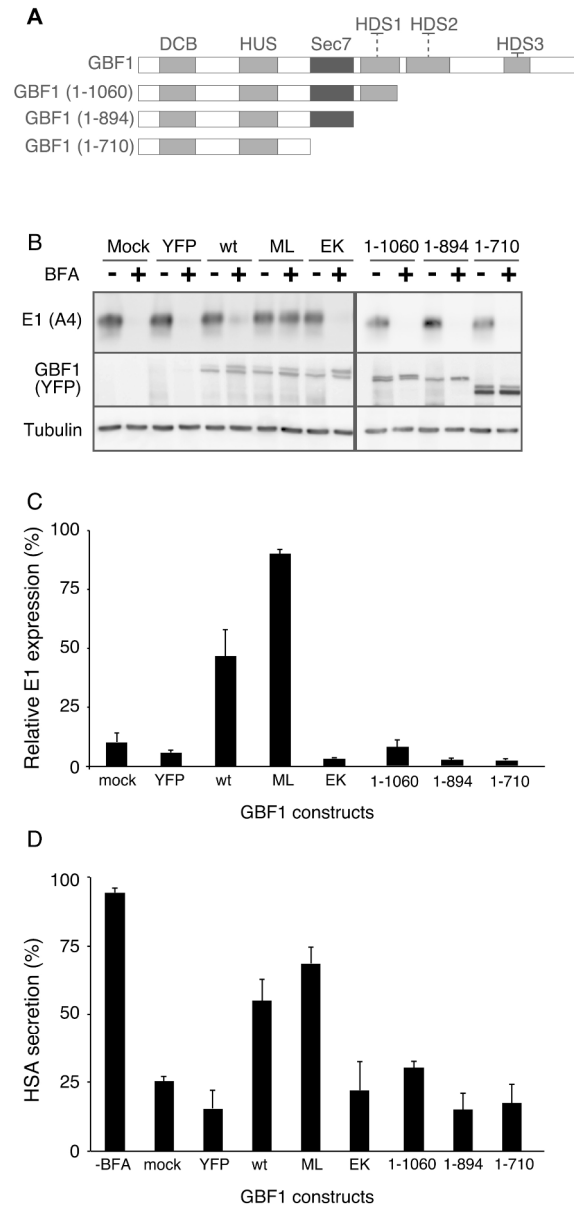 A
HDS1 HDS2
DCB HUS Sec7 HDS3
GBF1
GBF1 (1-1060)
GBF1 (1-894)
GBF1 (1-710)
B
Mock YFP wt ML EK 1-1060 1-894 1-710
BFA - + - + - + - + - + - + - + - +
E1 (A4)
GBF1
(YFP)
Tubulin
C
Relative E1 expression (%)
100
75
50
25
0
mock YFP wt ML EK 1-1060 1-894 1-710
GBF1 constructs
D
HSA secretion (%)
100
75
50
25
0
-BFA mock YFP wt ML EK 1-1060 1-894 1-710
GBF1 constructs